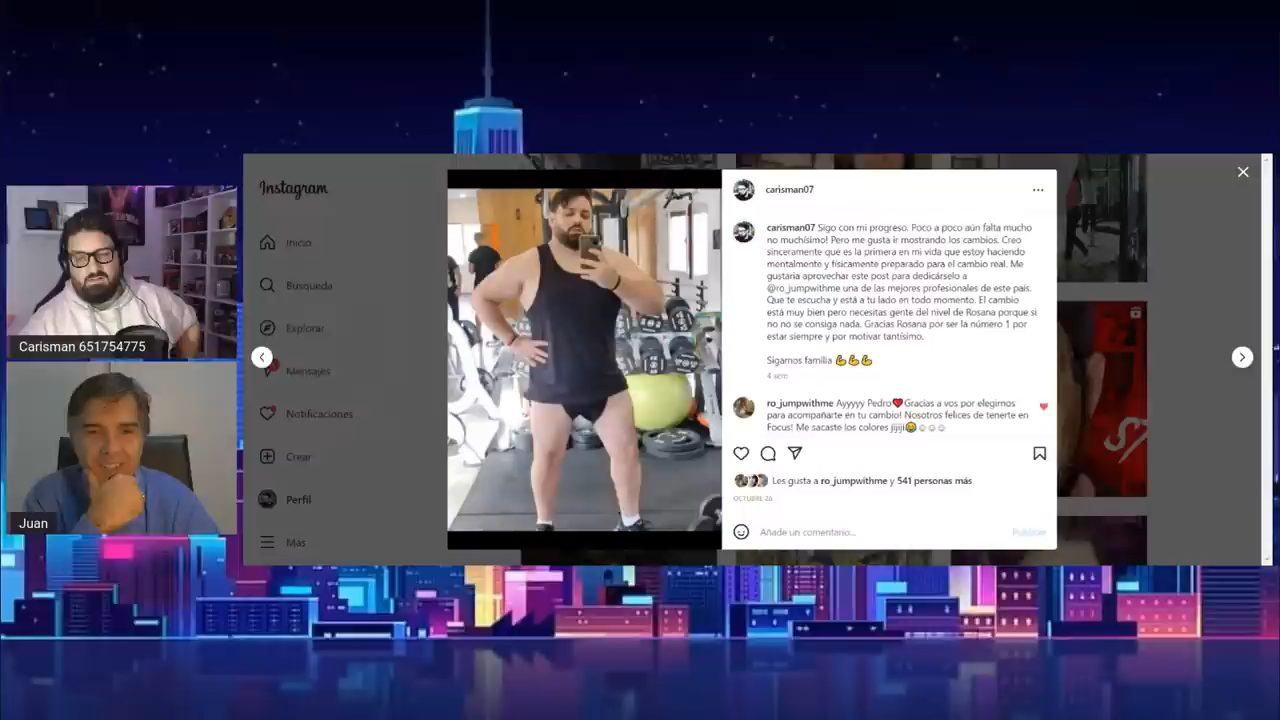 Instagram
Inicio
Busqueda
Explorar
Mensajes
Notificaciones
Crear
Perfil
Mas
Carisman 651754775
Juan
carisman07
carisman07 Sigo con mi progreso. Poco a poco aún falta mucho
no muchísimo! Pero me gusta ir mostrando los cambios. Creo
sinceramente que es la primera en mi vida que estoy haciendo
mentalmente y físicamente preparado para el cambio real. Me
gustaría aprovechar este post para dedicárselo a
@ro_jumpwithme una de las mejores profesionales de este país.
Que te escucha y está a tu lado en todo momento. El cambio
está muy bien pero necesitas gente del nivel de Rosana porque si
no no se consiga nada. Gracias Rosana por ser la número 1 por
estar siempre y por motivar tantísimo.
Sigamos familia 💪💪💪
4 sem
ro_jumpwithme Ayyyyy Pedro❤️Gracias a vos por elegirnos
para acompañarte en tu cambio! Nosotros felices de tenerte en
Focus! Me sacaste los colores jijiji😂☺☺☺
Les gusta a ro_jumpwithme y 541 personas más
OCTUBRE 26
Añade un comentario...
Publicar